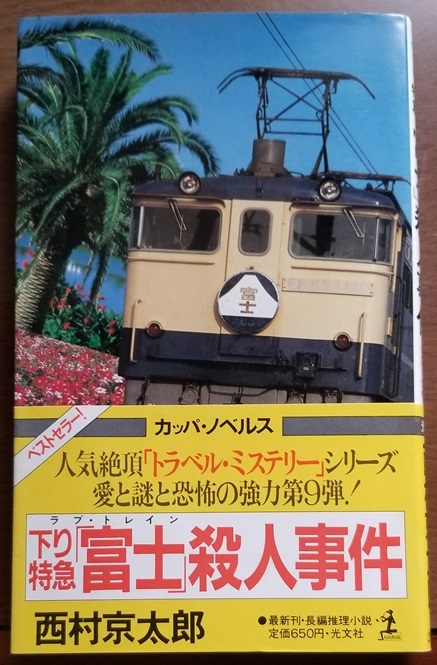 富士
ベストセラー!
カッパ・ノベルス
人気絶頂「トラベル・ミステリー」シリーズ
愛と謎と恐怖の強力第9弾!
ラブ・トレイン
下り特急「富士」殺人事件
西村京太郎
●最新刊・長編推理小説・
定価650円・光文社